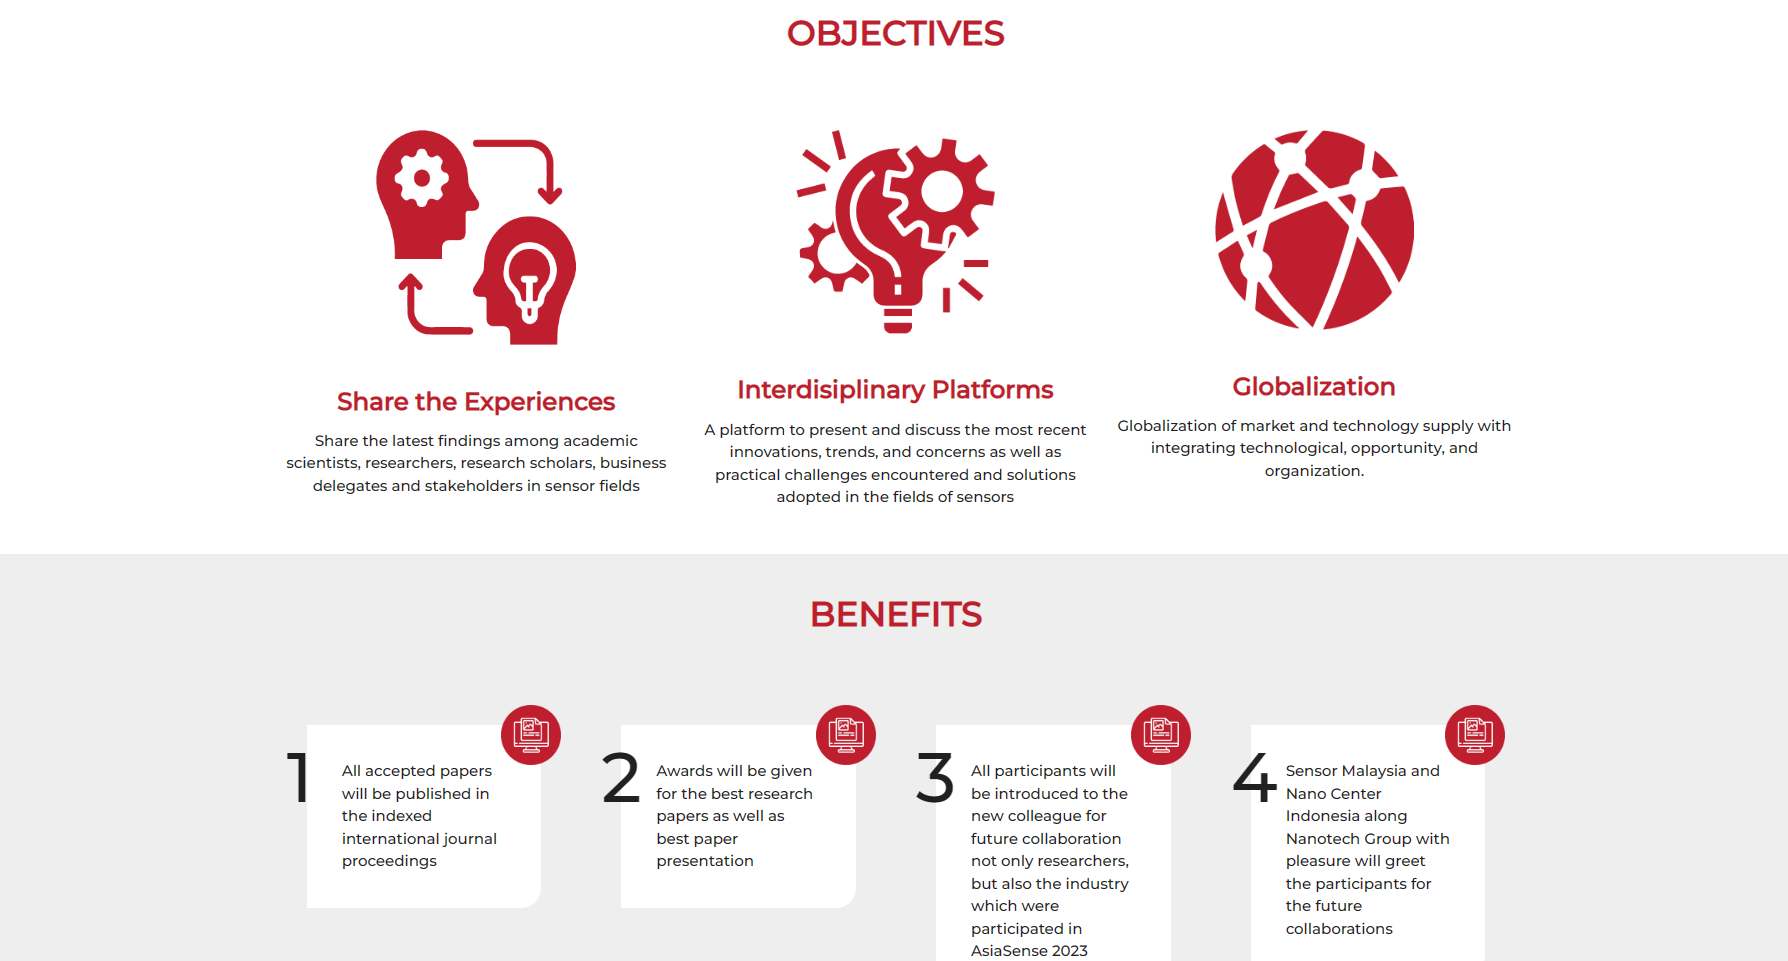 OBJECTIVES
Share the Experiences
Share the latest findings among academic
scientists, researchers, research scholars, business
delegates and stakeholders in sensor fields
Interdisiplinary Platforms
A platform to present and discuss the most recent
innovations, trends, and concerns as well as
practical challenges encountered and solutions
adopted in the fields of sensors
Globalization
Globalization of market and technology supply with
integrating technological, opportunity, and
organization.
BENEFITS
1
All accepted papers
will be published in
the indexed
international journal
proceedings
2
Awards will be given
for the best research
papers as well as
best paper
presentation
3
All participants will
be introduced to the
new colleague for
future collaboration
not only researchers,
but also the industry
which were
participated in
AsiaSense 2023
4
Sensor Malaysia and
Nano Center
Indonesia along
Nanotech Group with
pleasure will greet
the participants for
the future
collaborations